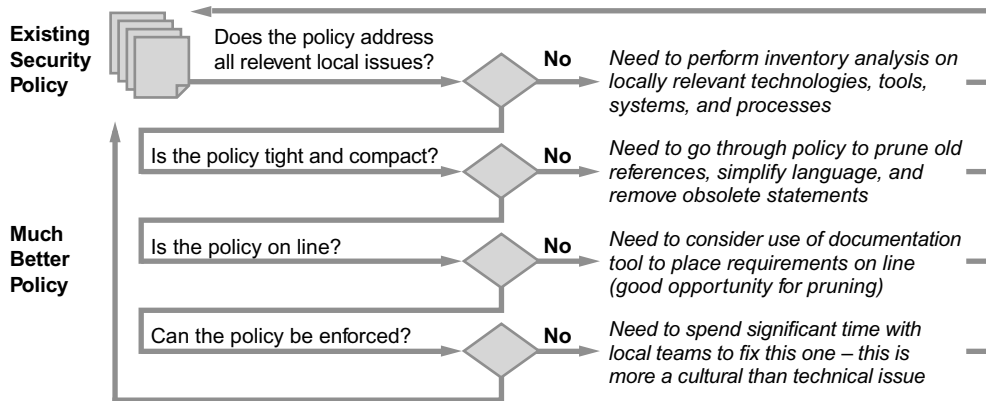 Existing
Security
Policy
Does the policy address
all relevent local issues?
No
Need to perform inventory analysis on
locally relevant technologies, tools,
systems, and processes
Is the policy tight and compact?
No
Need to go through policy to prune old
references, simplify language, and
remove obsolete statements
Much
Better
Policy
Is the policy on line?
No
Need to consider use of documentation
tool to place requirements on line
(good opportunity for pruning)
Can the policy be enforced?
No
Need to spend significant time with
local teams to fix this one – this is
more a cultural than technical issue